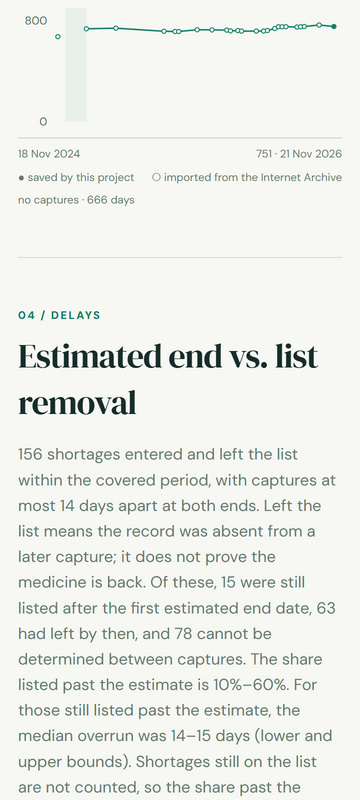 800
0
18 Nov 2024 751 · 21 Nov 2026
● saved by this project ○ imported from the Internet Archive
no captures · 666 days
04 / DELAYS
Estimated end vs. list
removal
156 shortages entered and left the list
within the covered period, with captures at
most 14 days apart at both ends. Left the
list means the record was absent from a
later capture; it does not prove the
medicine is back. Of these, 15 were still
listed after the first estimated end date, 63
had left by then, and 78 cannot be
determined between captures. The share
listed past the estimate is 10%–60%. For
those still listed past the estimate, the
median overrun was 14–15 days (lower and
upper bounds). Shortages still on the list
are not counted, so the share past the